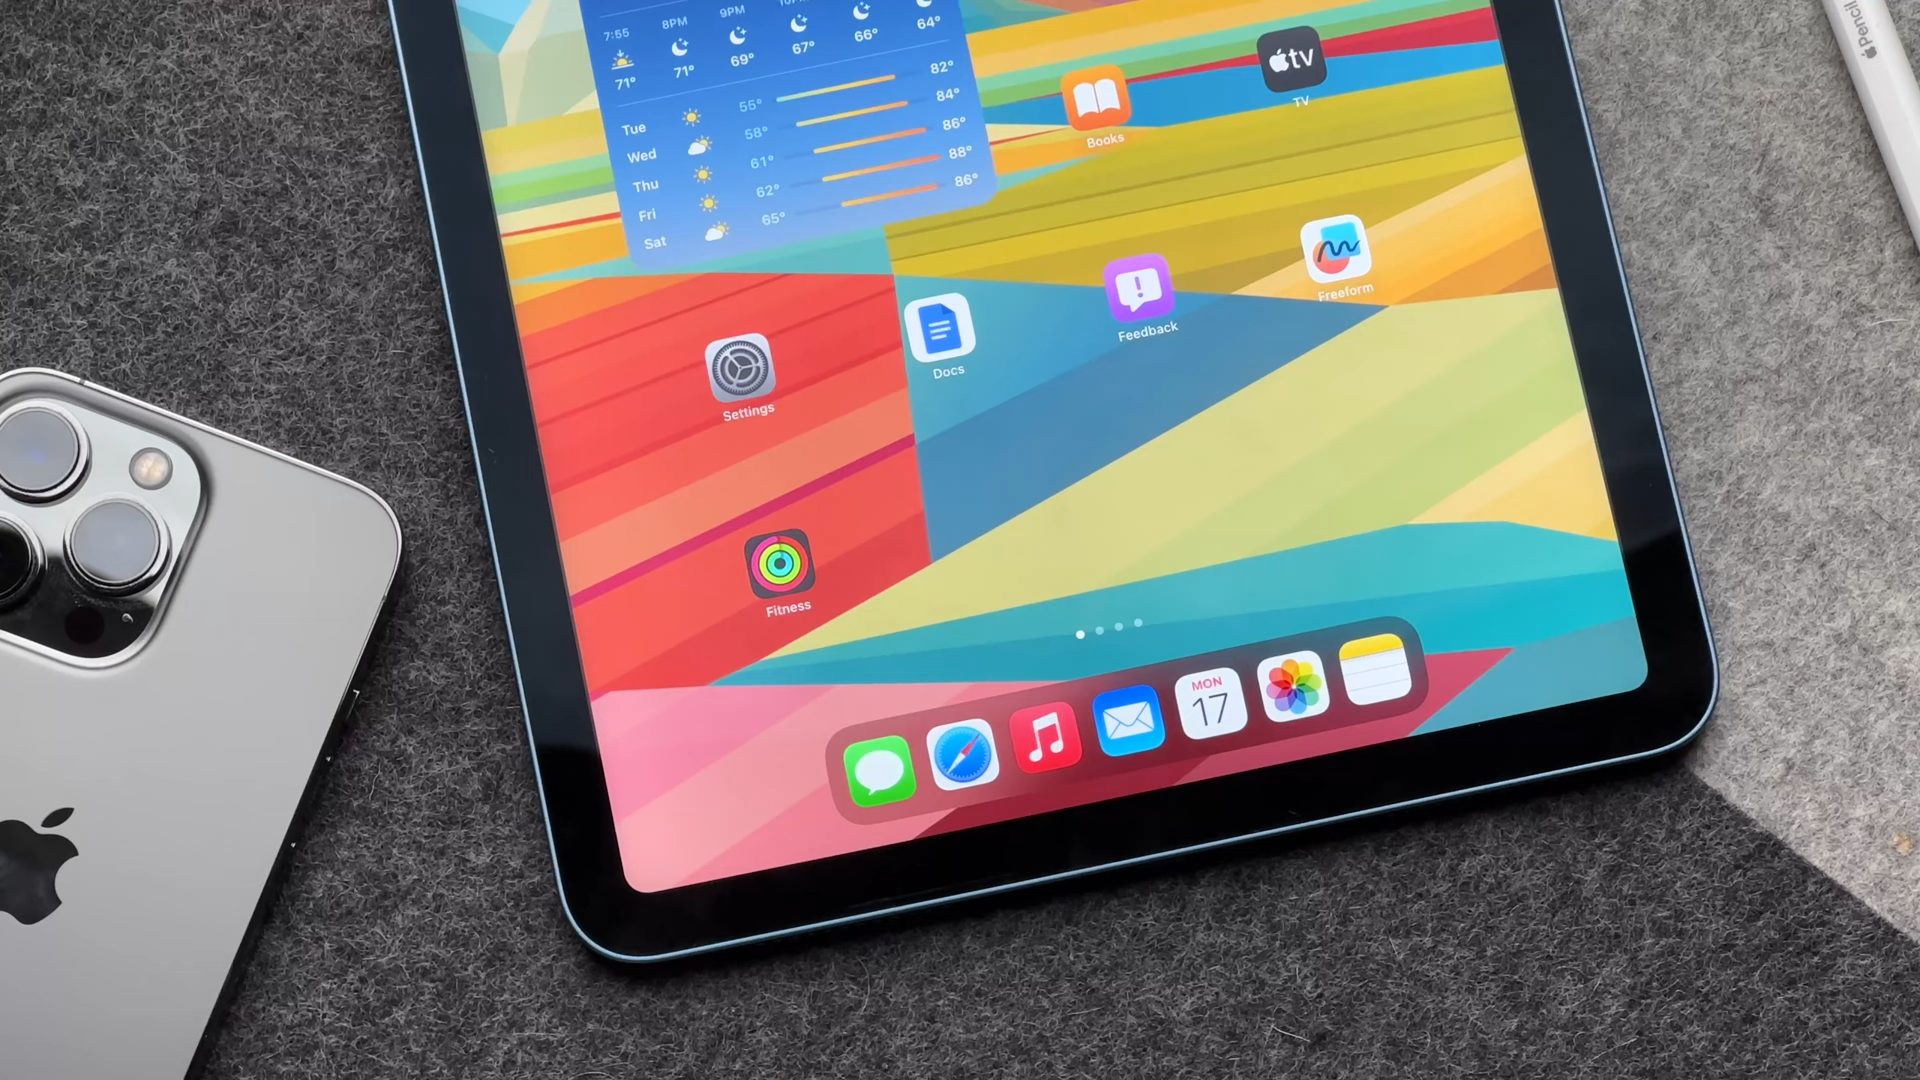 7:55 8PM 9PM
71° 71° 69° 67° 66° 64°
Tue 55° 82°
Wed 58° 84°
Thu 61° 86°
Fri 62° 88°
Sat 65° 86°
Books
tv
TV
Settings
Docs
Feedback
Freeform
Fitness
MON
17
Pencil